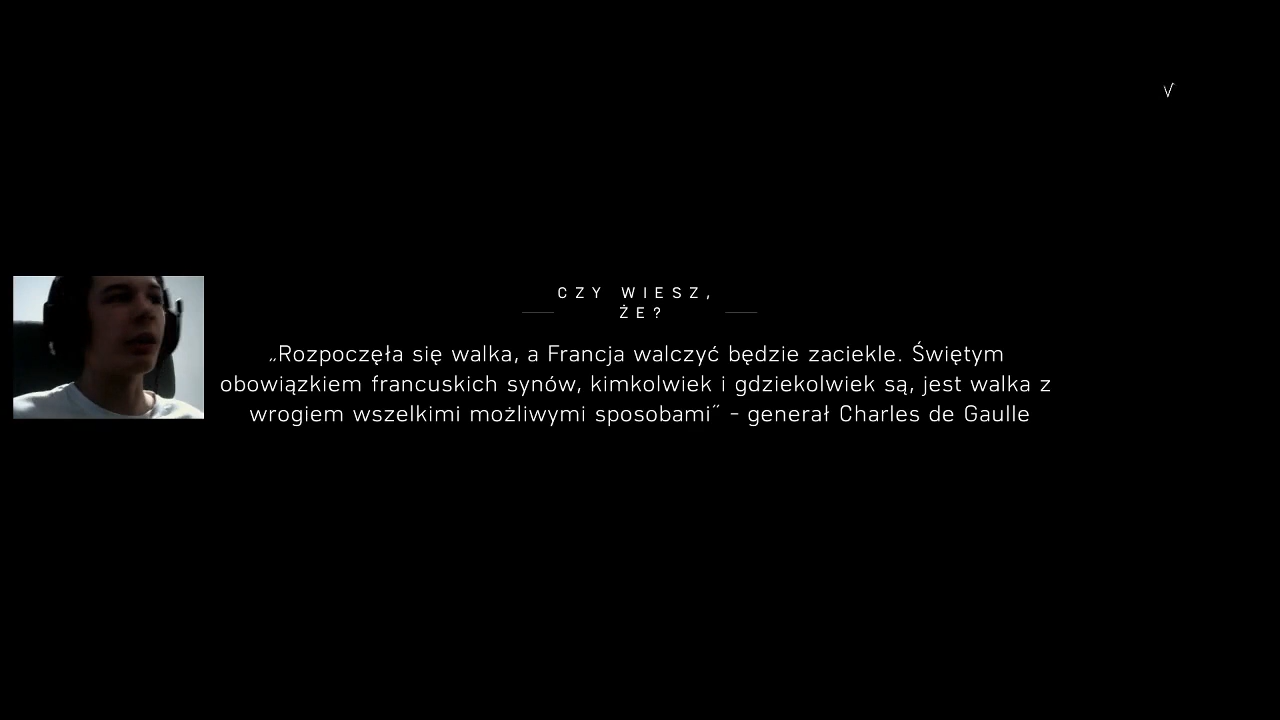 CZY WIESZ,
ŻE?
„Rozpoczęła się walka, a Francja walczyć będzie zaciekle. Świętym
obowiązkiem francuskich synów, kimkolwiek i gdziekolwiek są, jest walka z
wrogiem wszelkimi możliwymi sposobami˝ – generał Charles de Gaulle